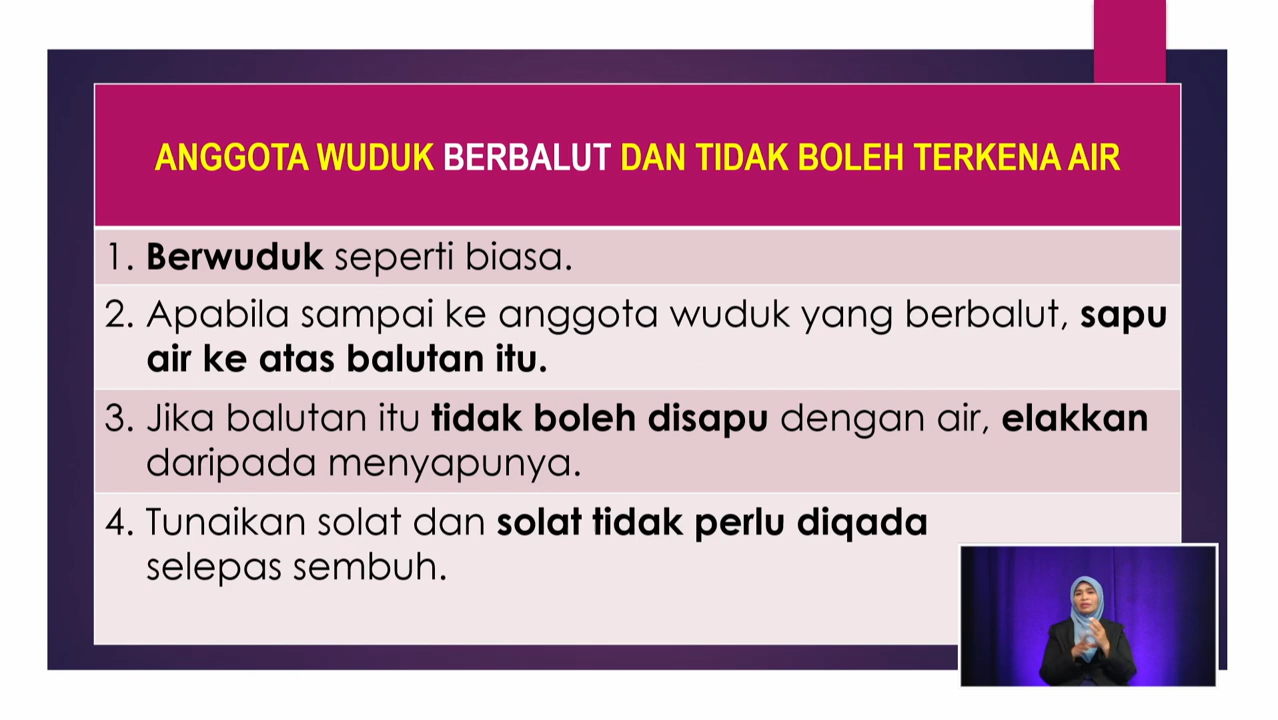 ANGGOTA WUDUK BERBALUT DAN TIDAK BOLEH TERKENA AIR
1. Berwuduk seperti biasa.
2. Apabila sampai ke anggota wuduk yang berbalut, sapu
air ke atas balutan itu.
3. Jika balutan itu tidak boleh disapu dengan air, elakkan
daripada menyapunya.
4. Tunaikan solat dan solat tidak perlu diqada
selepas sembuh.